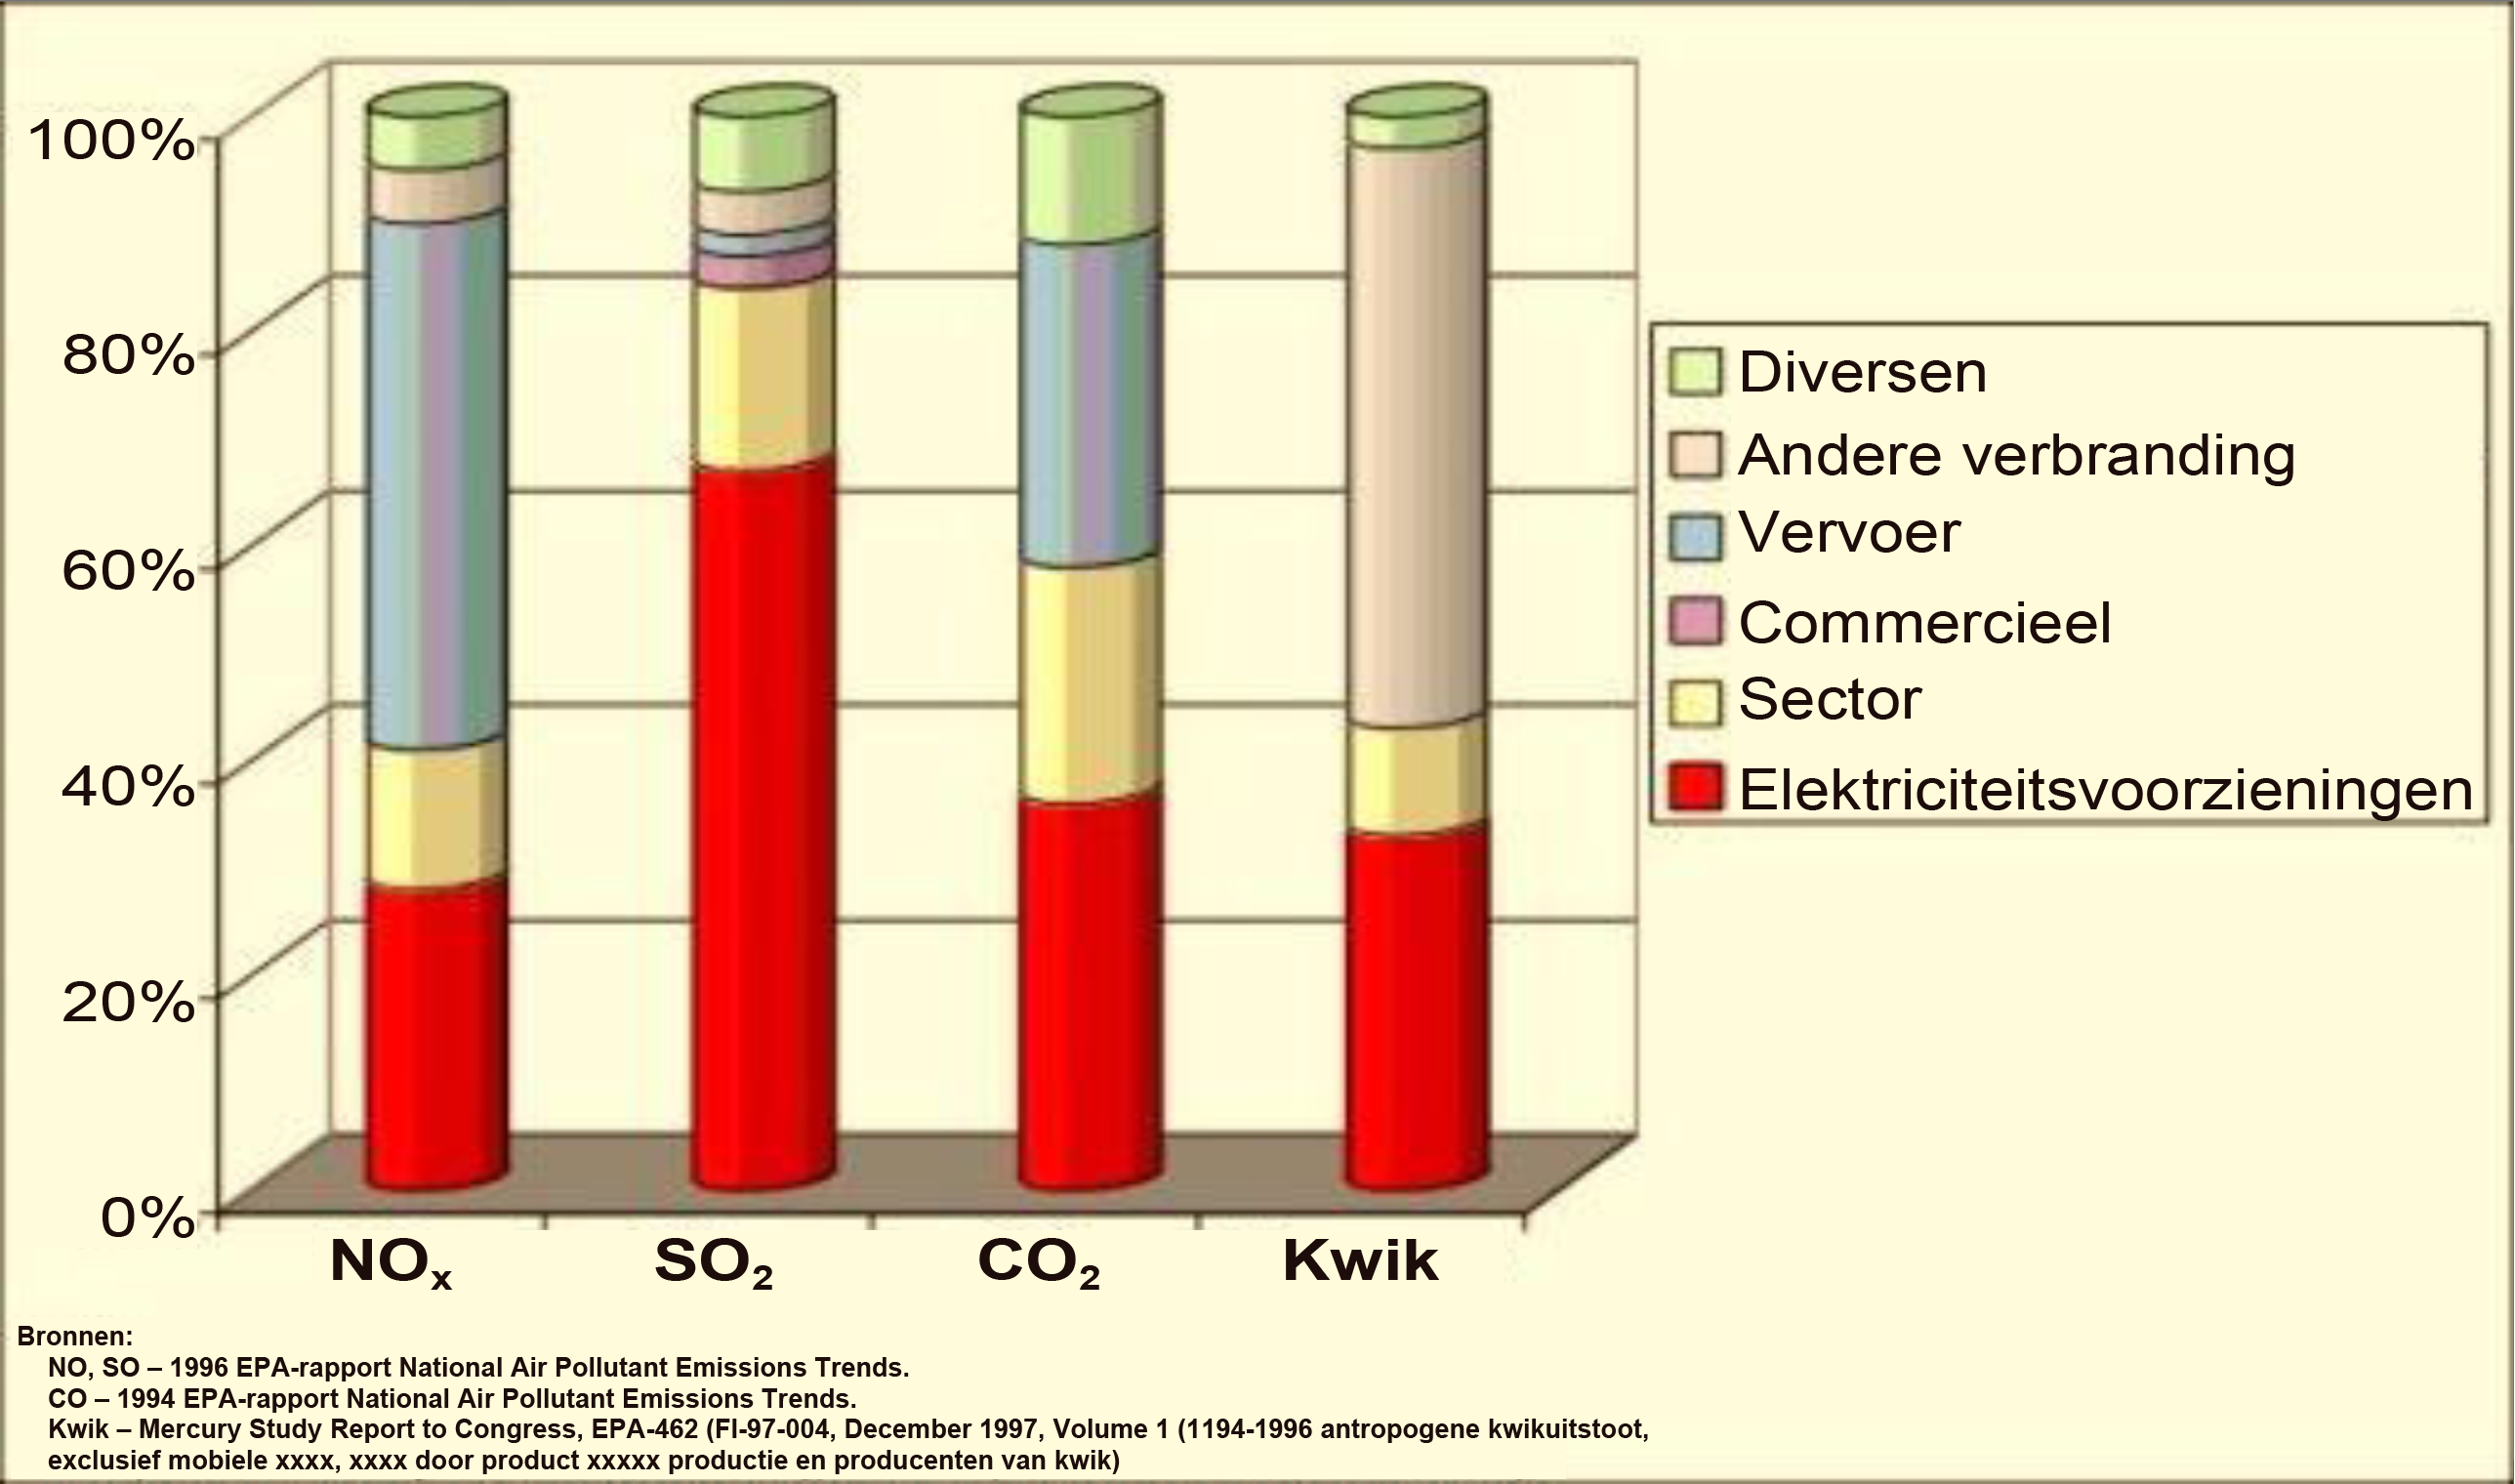 100%
80%
60%
40%
20%
0%
NOx
SO2
CO2
Kwik
Diversen
Andere verbranding
Vervoer
Commercieel
Sector
Elektriciteitsvoorzieningen
Bronnen:
NO, SO – 1996 EPA-rapport National Air Pollutant Emissions Trends.
CO – 1994 EPA-rapport National Air Pollutant Emissions Trends.
Kwik – Mercury Study Report to Congress, EPA-462 (FI-97-004, December 1997, Volume 1 (1194-1996 antropogene kwikuitstoot,
exclusief mobiele xxxx, xxxx door product xxxxx productie en producenten van kwik)